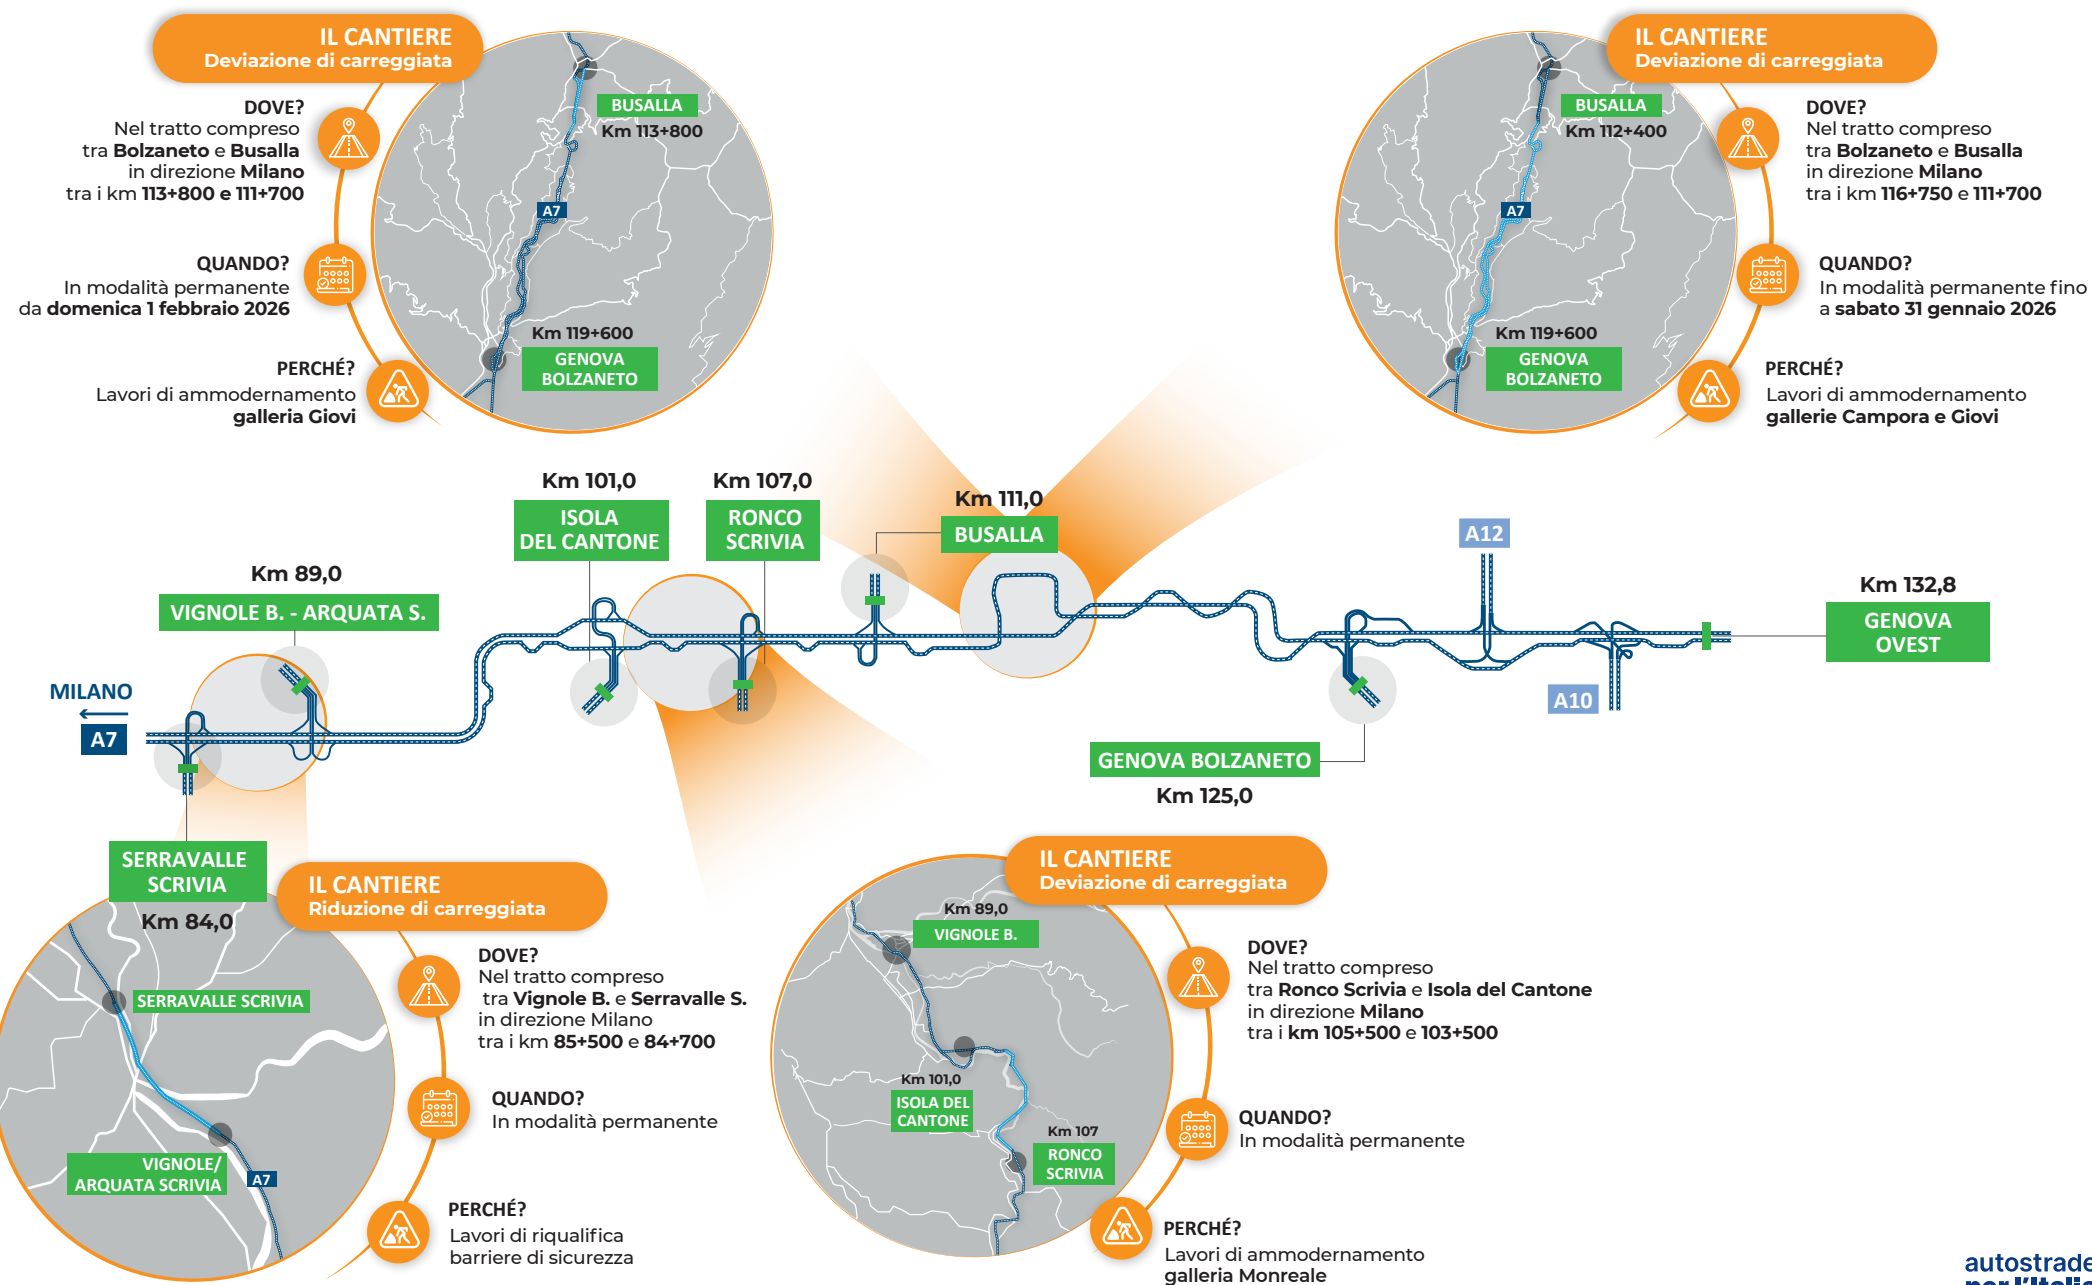 IL CANTIERE
Deviazione di carreggiata
DOVE?
Nel tratto compreso
tra Bolzaneto e Busalla
in direzione Milano
tra i km 113+800 e 111+700
QUANDO?
In modalità permanente
da domenica 1 febbraio 2026
PERCHÉ?
Lavori di ammodernamento
galleria Giovi
BUSALLA
Km 113+800
A7
Km 119+600
GENOVA
BOLZANETO
IL CANTIERE
Deviazione di carreggiata
DOVE?
Nel tratto compreso
tra Bolzaneto e Busalla
in direzione Milano
tra i km 116+750 e 111+700
QUANDO?
In modalità permanente fino
a sabato 31 gennaio 2026
PERCHÉ?
Lavori di ammodernamento
gallerie Campora e Giovi
BUSALLA
Km 112+400
A7
Km 119+600
GENOVA
BOLZANETO
MILANO
A7
Km 89,0
VIGNOLE B. - ARQUATA S.
Km 101,0
ISOLA
DEL CANTONE
Km 107,0
RONCO
SCRIVIA
Km 111,0
BUSALLA
A12
Km 132,8
GENOVA
OVEST
A10
GENOVA BOLZANETO
Km 125,0
SERRAVALLE
SCRIVIA
Km 84,0
SERRAVALLE SCRIVIA
VIGNOLE/
ARQUATA SCRIVIA
A7
IL CANTIERE
Riduzione di carreggiata
DOVE?
Nel tratto compreso
tra Vignole B. e Serravalle S.
in direzione Milano
tra i km 85+500 e 84+700
QUANDO?
In modalità permanente
PERCHÉ?
Lavori di riqualifica
barriere di sicurezza
Km 89,0
VIGNOLE B.
Km 101,0
ISOLA DEL
CANTONE
Km 107
RONCO
SCRIVIA
IL CANTIERE
Deviazione di carreggiata
DOVE?
Nel tratto compreso
tra Ronco Scrivia e Isola del Cantone
in direzione Milano
tra i km 105+500 e 103+500
QUANDO?
In modalità permanente
PERCHÉ?
Lavori di ammodernamento
galleria Monreale
autostrade
per l'Italia